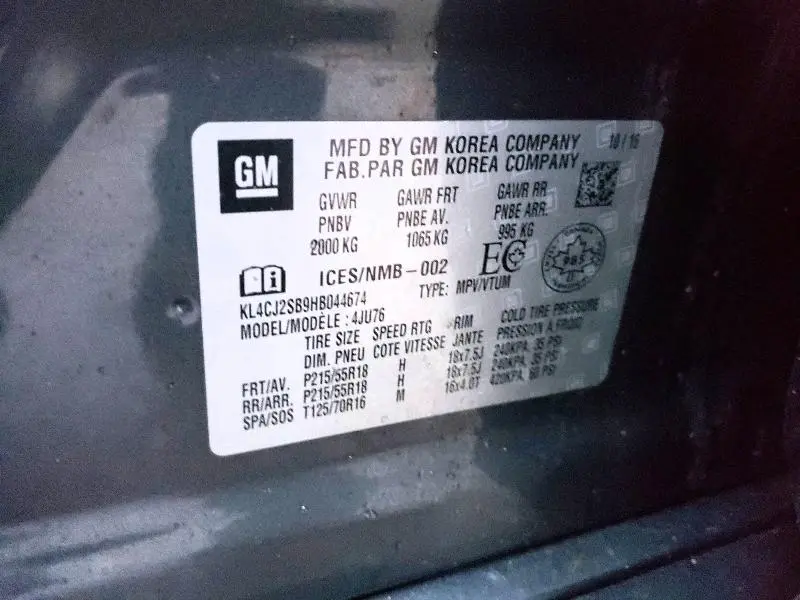 GM
MFD BY GM KOREA COMPANY 10/16
FAB.PAR GM KOREA COMPANY
GVWR GAWR FRT GAWR RR
PNBV PNBE AV. PNBE ARR.
2000 KG 1065 KG 995 KG
ICES/NMB-002 EC
KL4CJ2SB9HB044674 TYPE: MPV/VTUM
MODEL/MODÈLE : 4JU76
TIRE SIZE SPEED RTG RIM COLD TIRE PRESSURE
DIM. PNEU COTE VITESSE JANTE PRESSION À FROID
FRT/AV. P215/55R18 H 18x7.5J 240KPA, 35 PSI
RR/ARR. P215/55R18 H 18x7.5J 240KPA, 35 PSI
SPA/SOS T125/70R16 M 16x4.0T 420KPA, 60 PSI
CANADA
985